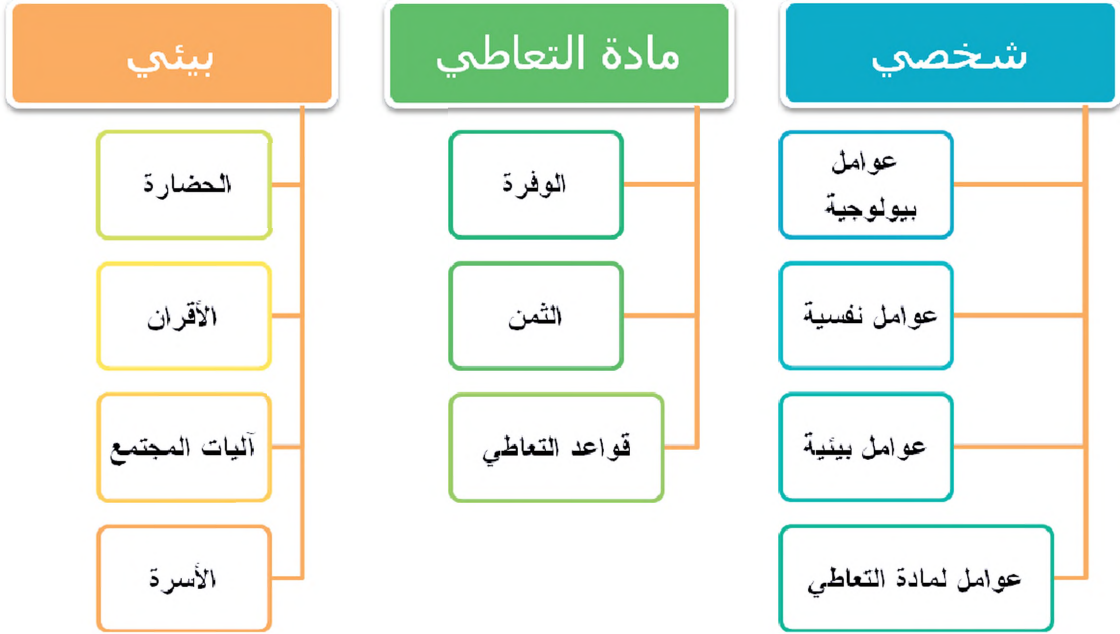 شخصي
عوامل
بيولوجية
عوامل نفسية
عوامل بيئية
عوامل لمادة التعاطي
مادة التعاطي
الوفرة
الثمن
قواعد التعاطي
بيئي
الحضارة
الأقران
آليات المجتمع
الأسرة